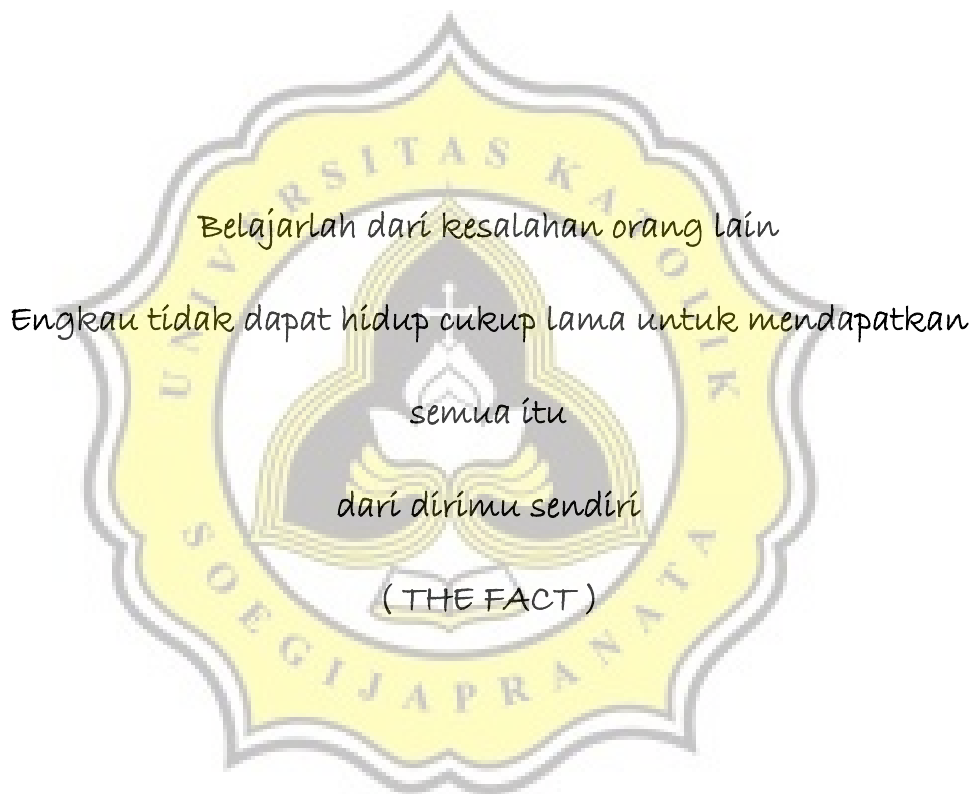 UNIVERSITAS KATOLIK
Belajarlah dari kesalahan orang lain
Engkau tidak dapat hidup cukup lama untuk mendapatkan
semua itu
dari dirimu sendiri
( THE FACT )
SOEGIJAPRANATA